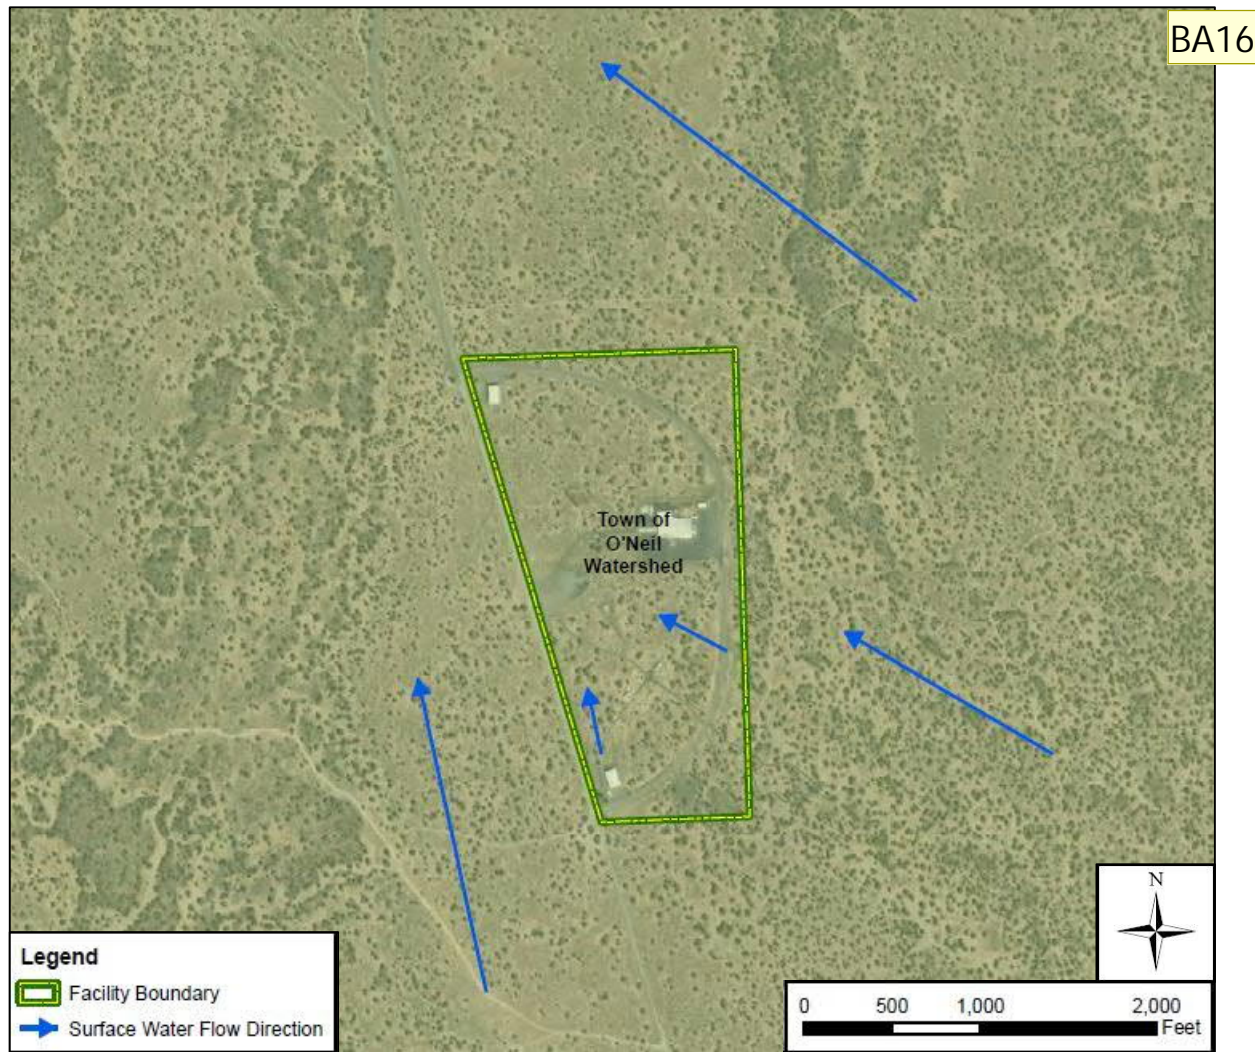 BA16
Town of
O'Neil
Watershed
N
Legend
Facility Boundary
Surface Water Flow Direction
0 500 1,000 2,000
Feet